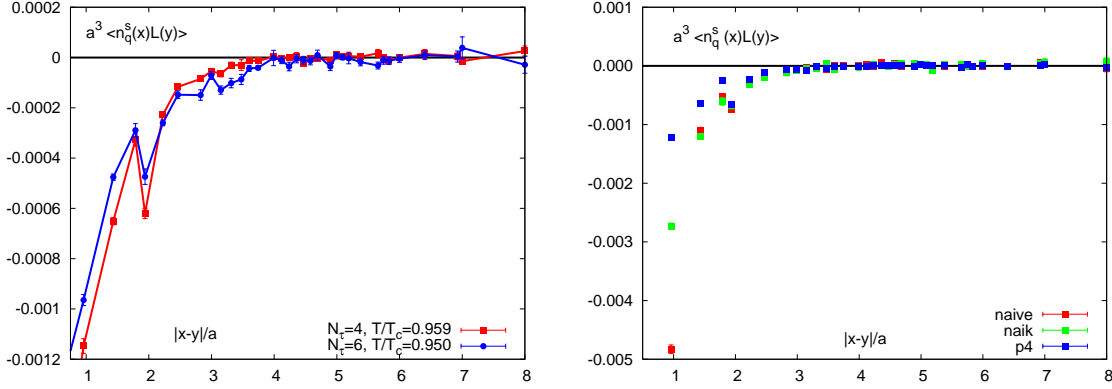 0.0002
0
-0.0002
-0.0004
-0.0006
-0.0008
-0.001
-0.0012
a³ <n_q^s(x)L(y)>
|x-y|/a
N_τ=4, T/T_c=0.959
N_τ=6, T/T_c=0.950
1 2 3 4 5 6 7 8
0.001
0.000
-0.001
-0.002
-0.003
-0.004
-0.005
a³ <n_q^s (x)L(y)>
|x-y|/a
naive
naik
p4
1 2 3 4 5 6 7 8